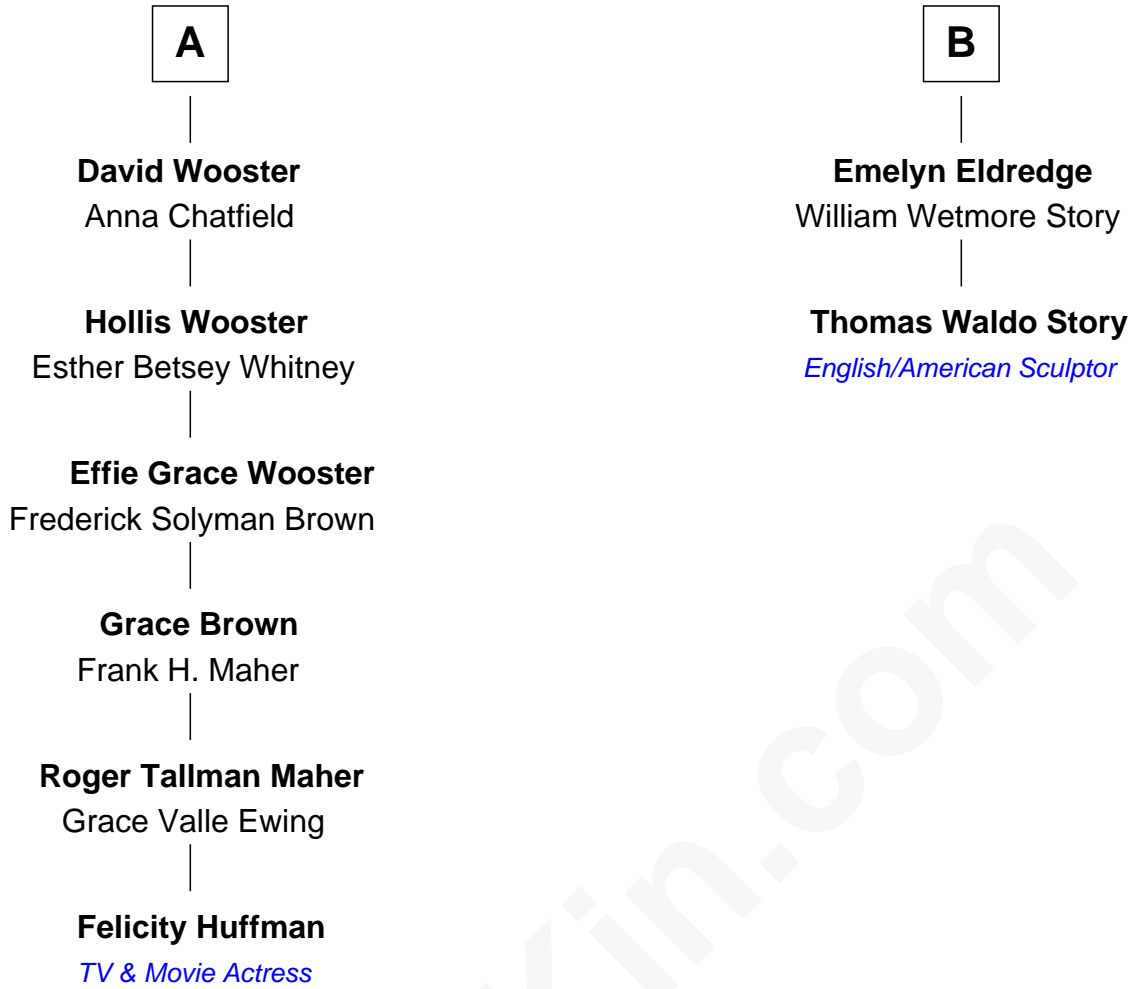 A
David Wooster
Anna Chatfield
Hollis Wooster
Esther Betsey Whitney
Effie Grace Wooster
Frederick Solyman Brown
Grace Brown
Frank H. Maher
Roger Tallman Maher
Grace Valle Ewing
Felicity Huffman
TV & Movie Actress
B
Emelyn Eldredge
William Wetmore Story
Thomas Waldo Story
English/American Sculptor
Kin.com